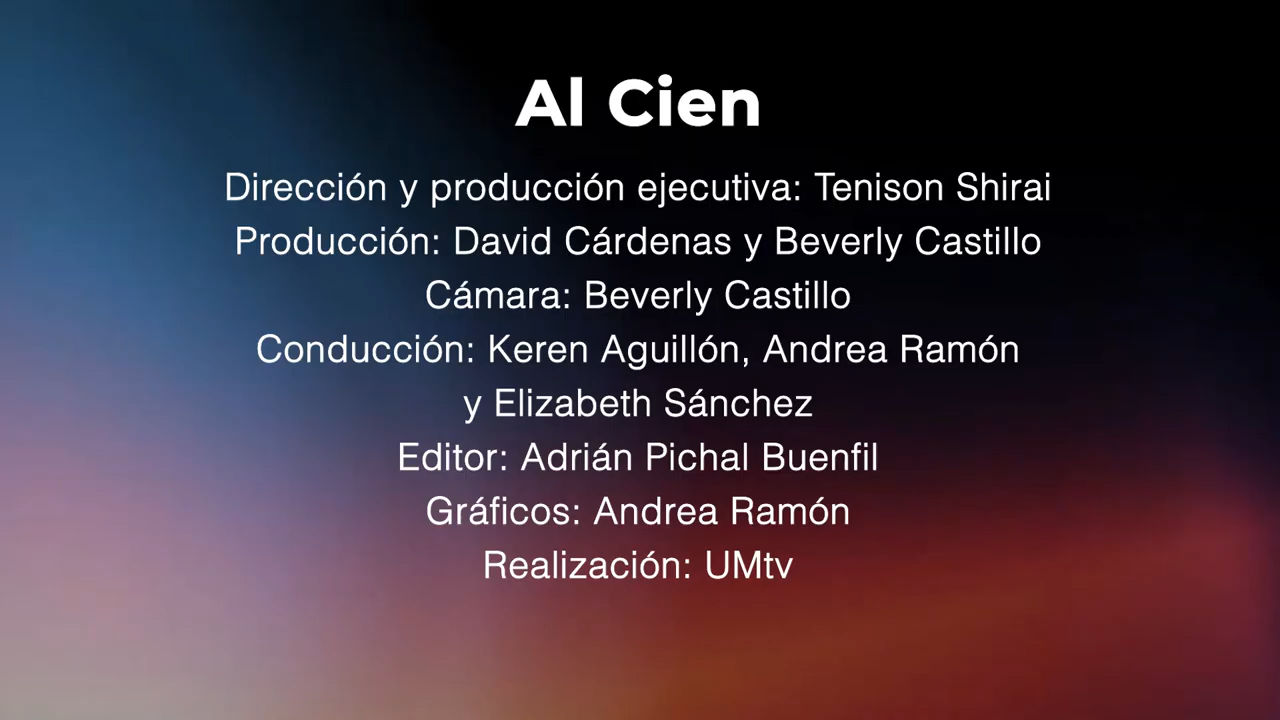 Al Cien
Dirección y producción ejecutiva: Tenison Shirai
Producción: David Cárdenas y Beverly Castillo
Cámara: Beverly Castillo
Conducción: Keren Aguillón, Andrea Ramón
y Elizabeth Sánchez
Editor: Adrián Pichal Buenfil
Gráficos: Andrea Ramón
Realización: UMtv